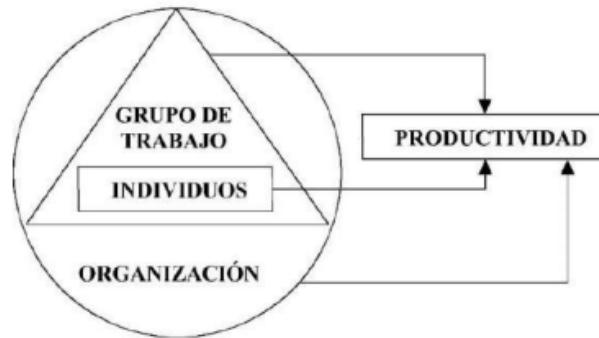 GRUPO DE
TRABAJO
PRODUCTIVIDAD
INDIVIDUOS
ORGANIZACIÓN